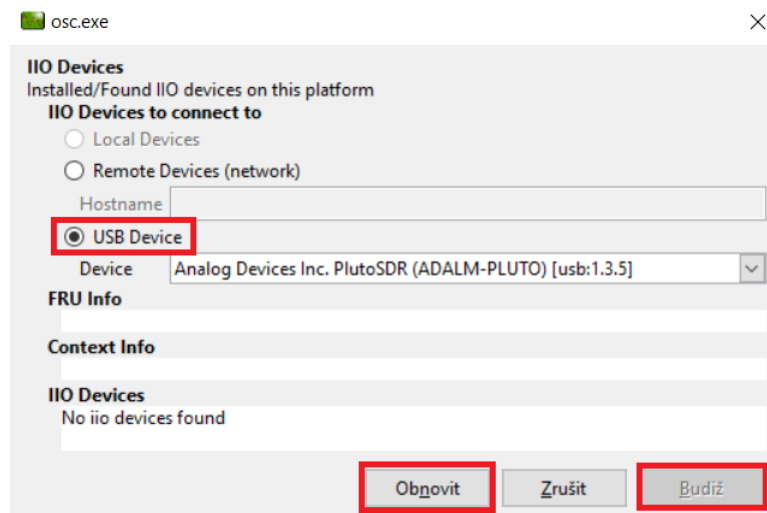 osc.exe
IIO Devices
Installed/Found IIO devices on this platform
IIO Devices to connect to
Local Devices
Remote Devices (network)
Hostname
USB Device
Device Analog Devices Inc. PlutoSDR (ADALM-PLUTO) [usb:1.3.5]
FRU Info
Context Info
IIO Devices
No iio devices found
Obnovit Zrušit Budiž